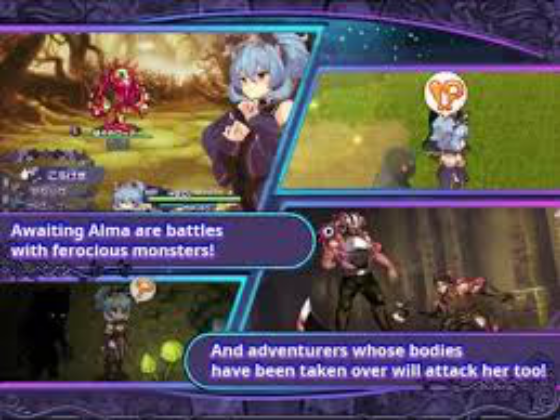 Awaiting Alma are battles
with ferocious monsters!
!?
And adventurers whose bodies
have been taken over will attack her too!